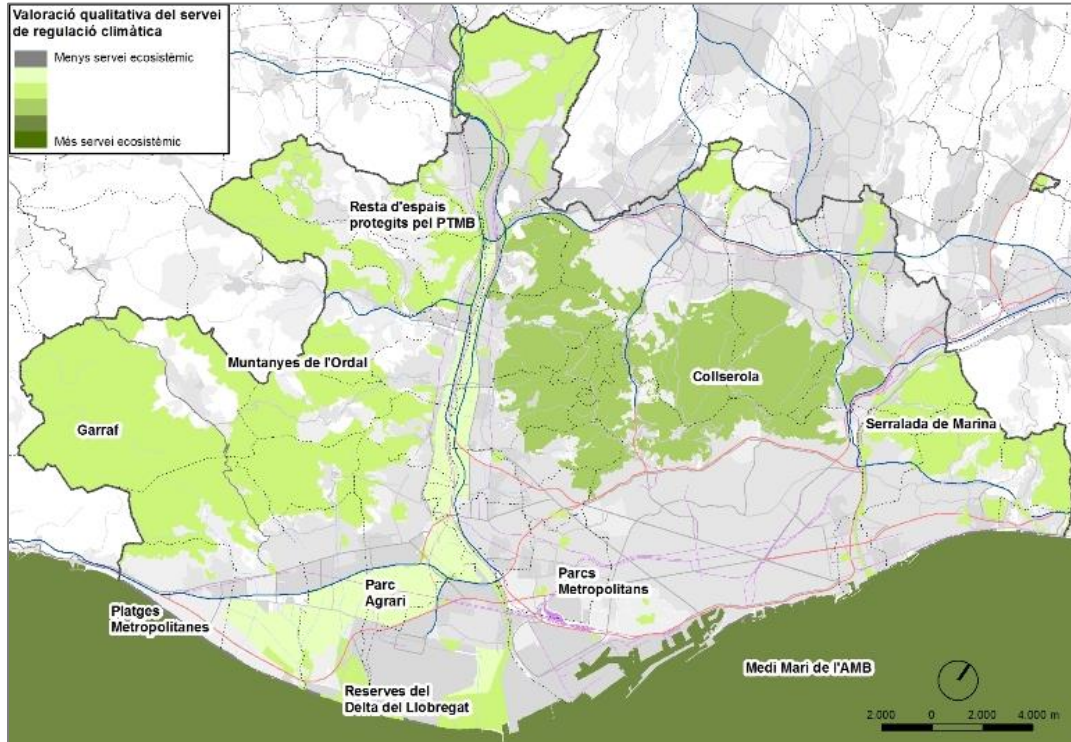 Valoració qualitativa del servei
de regulació climàtica
Menys servei ecosistèmic
Més servei ecosistèmic
Resta d'espais
protegits pel PTMB
Muntanyes de l'Ordal
Garraf
Collserola
Serralada de Marina
Parc
Agrari
Parcs
Metropolitans
Platges
Metropolitanes
Reserves del
Delta del Llobregat
Medi Marí de l'AMB
2.000 0 2.000 4.000 m